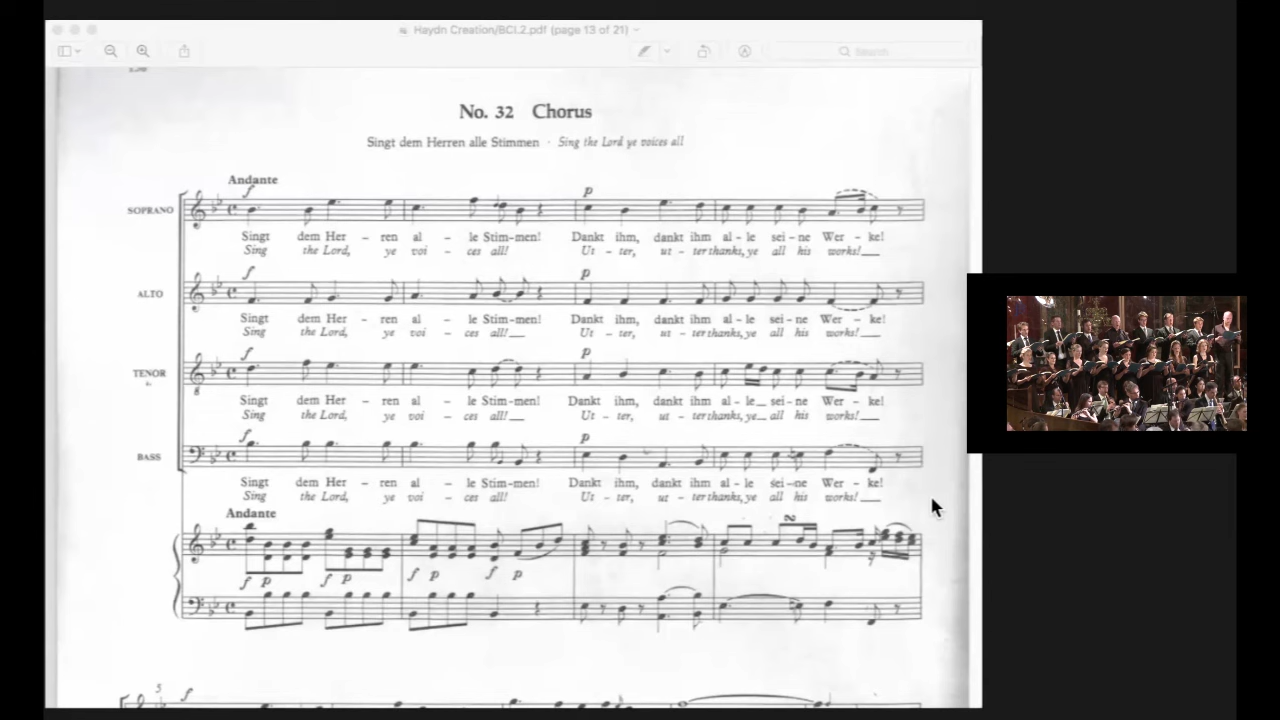 Haydn Creation/BCI.2.pdf (page 13 of 21)
Search
No. 32 Chorus
Singt dem Herren alle Stimmen · Sing the Lord ye voices all
Andante
f p
SOPRANO
Singt dem Her – ren al – le Stim-men! Dankt ihm, dankt ihm al – le sei – ne Wer – ke!
Sing the Lord, ye voi – ces all! Ut – ter, ut – ter thanks, ye all his works!
f p
ALTO
Singt dem Her – ren al – le Stim-men! Dankt ihm, dankt ihm al – le sei – ne Wer – ke!
Sing the Lord, ye voi – ces all! Ut – ter, ut – ter thanks, ye all his works!
f p
TENOR
8
Singt dem Her – ren al – le Stim-men! Dankt ihm, dankt ihm al – le sei – ne Wer – ke!
Sing the Lord, ye voi – ces all! Ut – ter, ut – ter thanks, ye all his works!
f p
BASS
Singt dem Her – ren al – le Stim-men! Dankt ihm, dankt ihm al – le sei – ne Wer – ke!
Sing the Lord, ye voi – ces all! Ut – ter, ut – ter thanks, ye all his works!
Andante
f p f p f p f p
5
f